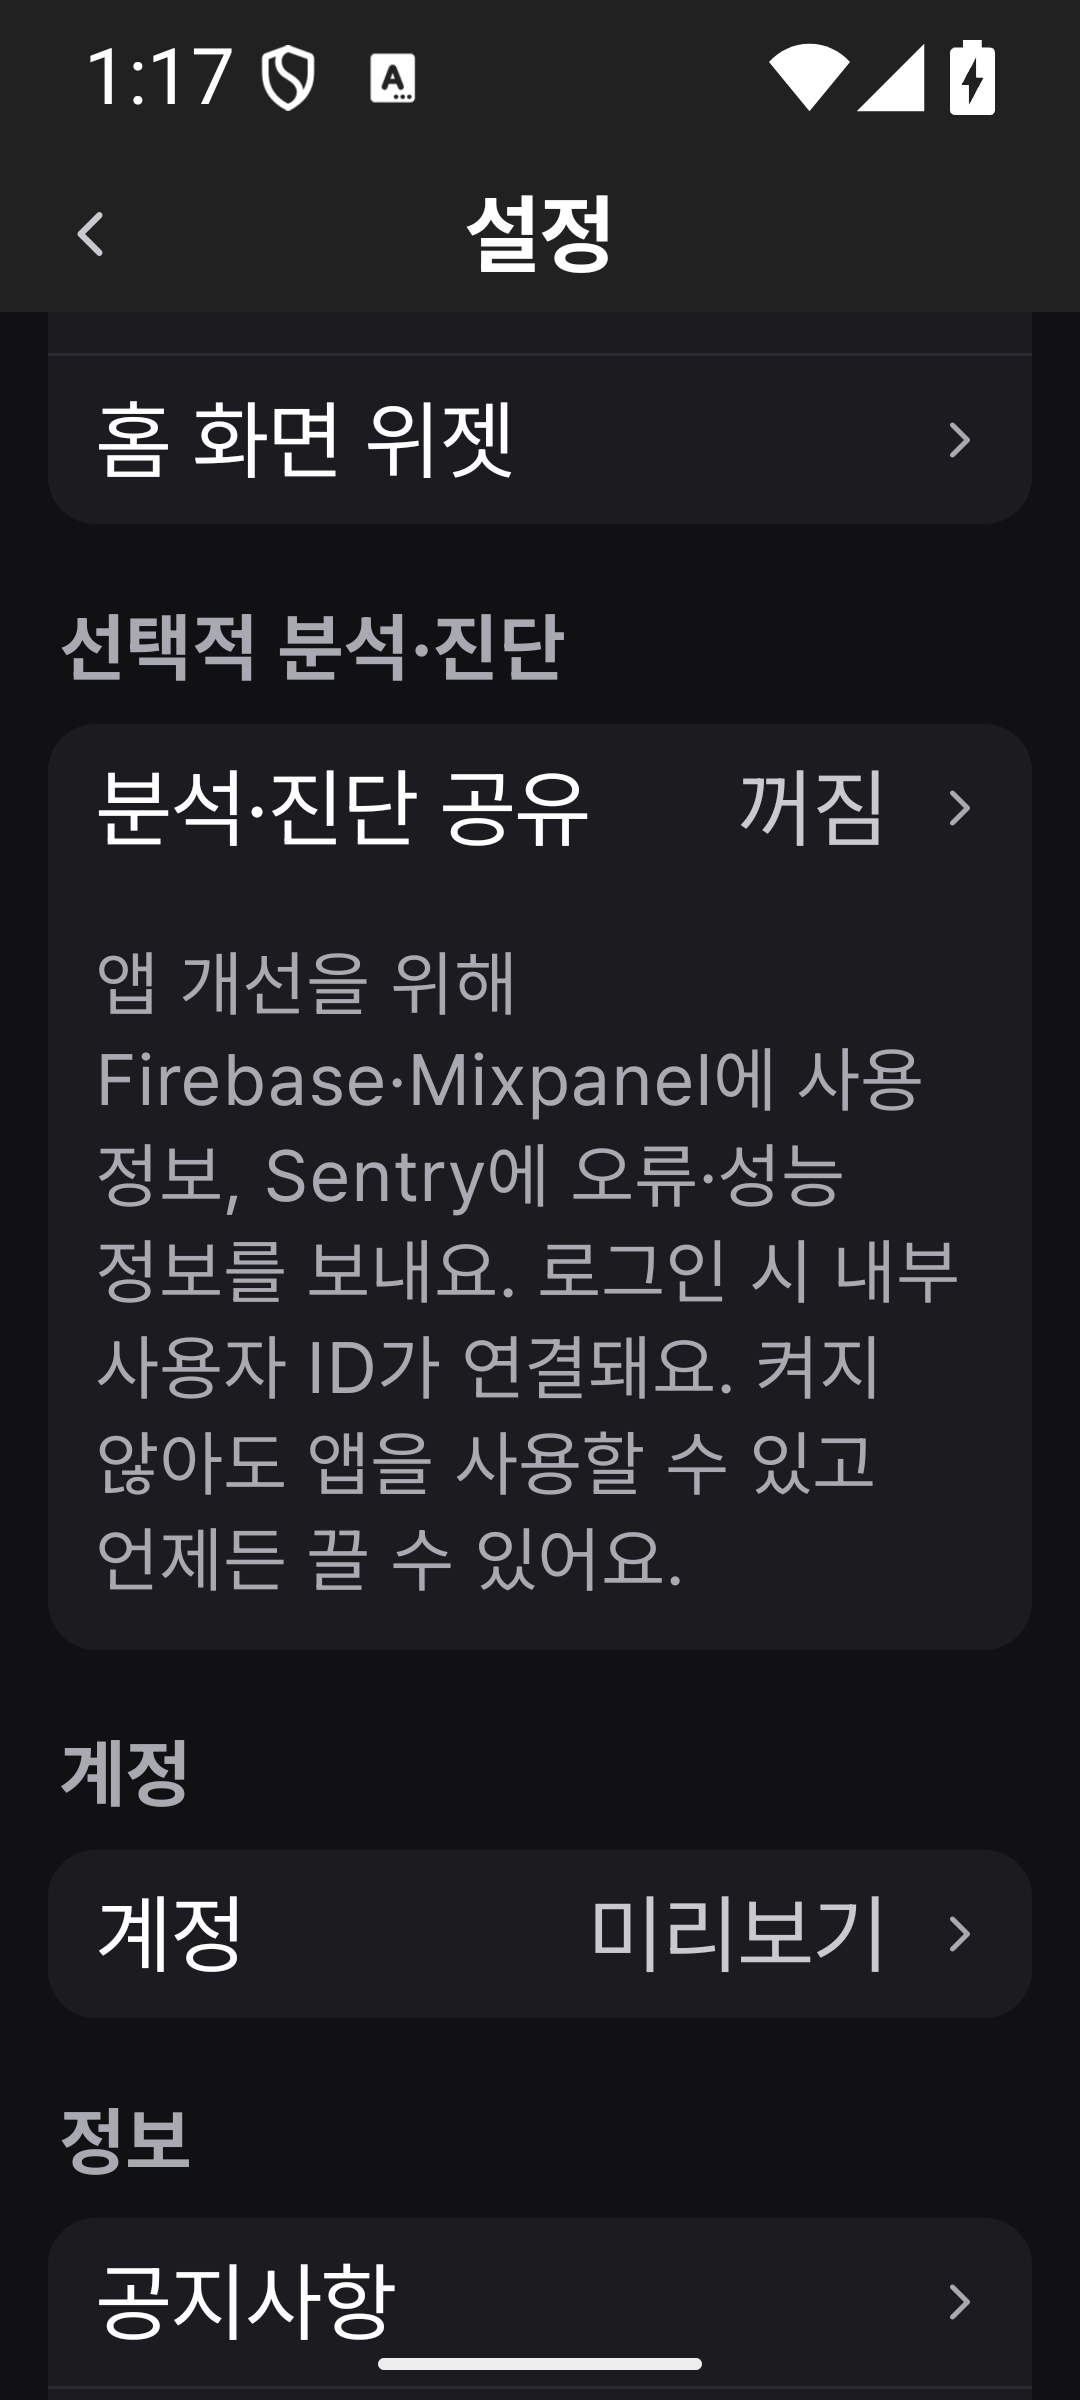 1:17
설정
홈 화면 위젯
선택적 분석·진단
분석·진단 공유 꺼짐
앱 개선을 위해
Firebase·Mixpanel에 사용
정보, Sentry에 오류·성능
정보를 보내요. 로그인 시 내부
사용자 ID가 연결돼요. 켜지
않아도 앱을 사용할 수 있고
언제든 끌 수 있어요.
계정
계정 미리보기
정보
공지사항